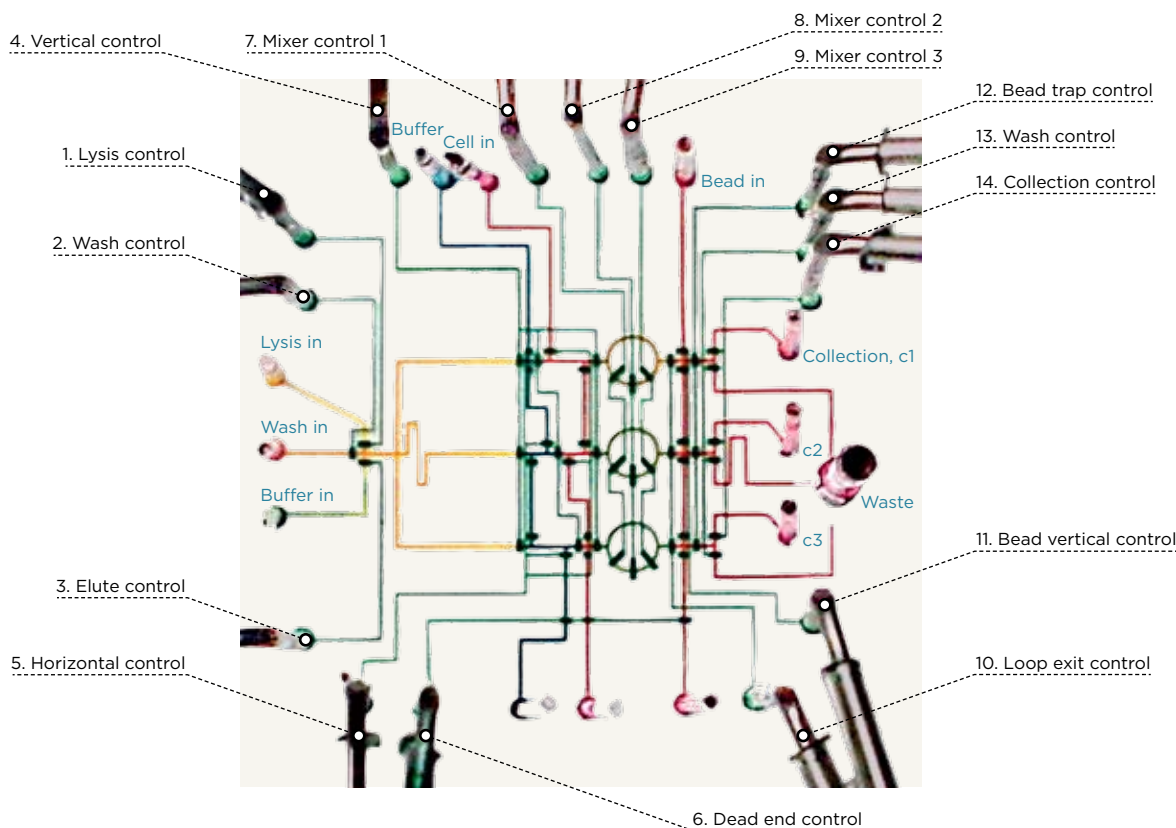 8. Mixer control 2
4. Vertical control
7. Mixer control 1
9. Mixer control 3
12. Bead trap control
Buffer
13. Wash control
Cell in
1. Lysis control
Bead in
14. Collection control
2. Wash control
Lysis in
Collection, c1
Wash in
c2
Buffer in
Waste
c3
11. Bead vertical control
3. Elute control
5. Horizontal control
10. Loop exit control
6. Dead end control